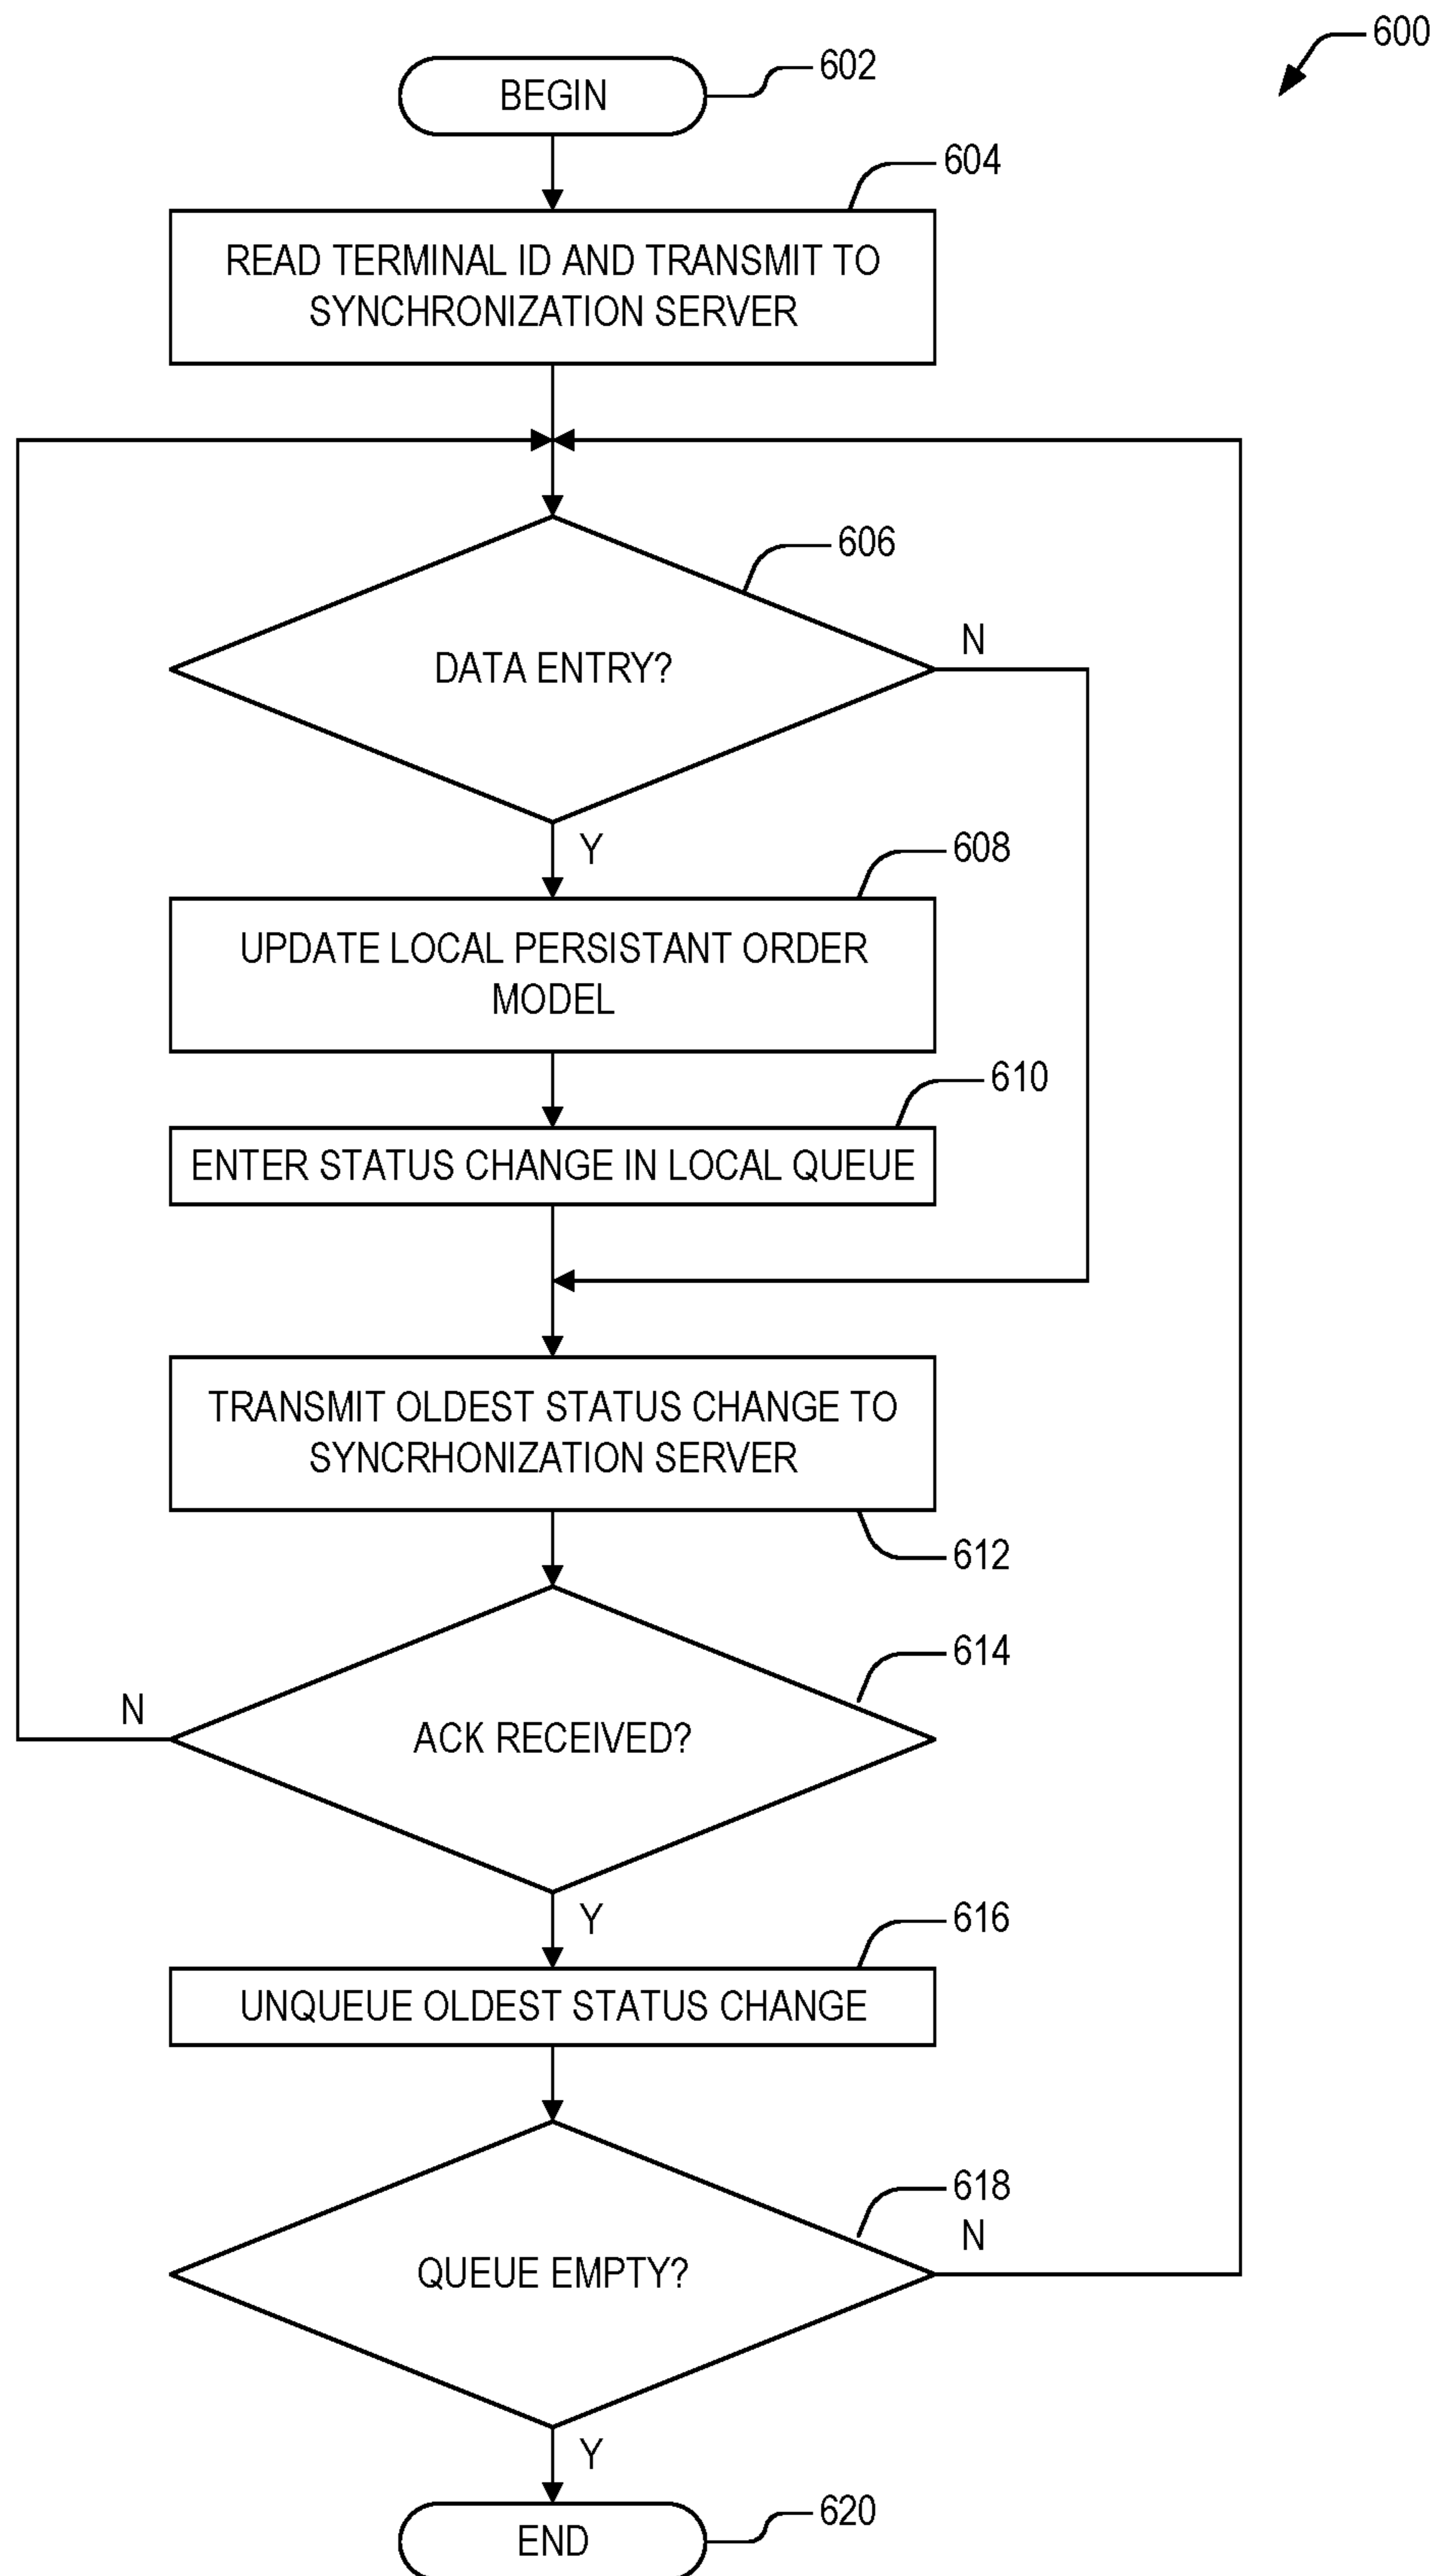 600
BEGIN
602
604
READ TERMINAL ID AND TRANSMIT TO
SYNCHRONIZATION SERVER
606
DATA ENTRY?
N
Y
608
UPDATE LOCAL PERSISTANT ORDER
MODEL
610
ENTER STATUS CHANGE IN LOCAL QUEUE
TRANSMIT OLDEST STATUS CHANGE TO
SYNCRHONIZATION SERVER
612
614
N
ACK RECEIVED?
Y
616
UNQUEUE OLDEST STATUS CHANGE
618
N
QUEUE EMPTY?
Y
END
620